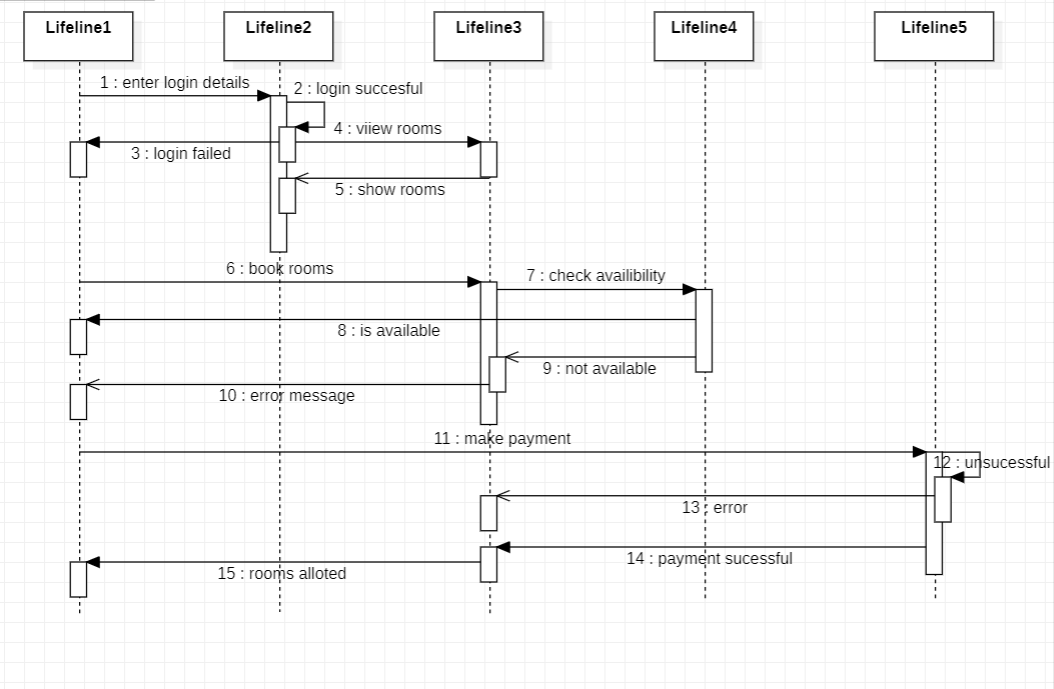 Lifeline1
Lifeline2
Lifeline3
Lifeline4
Lifeline5
1 : enter login details
2 : login succesful
4 : viiew rooms
3 : login failed
5 : show rooms
6 : book rooms
7 : check availibility
8 : is available
9 : not available
10 : error message
11 : make payment
12 : unsucessful
13 : error
14 : payment sucessful
15 : rooms alloted